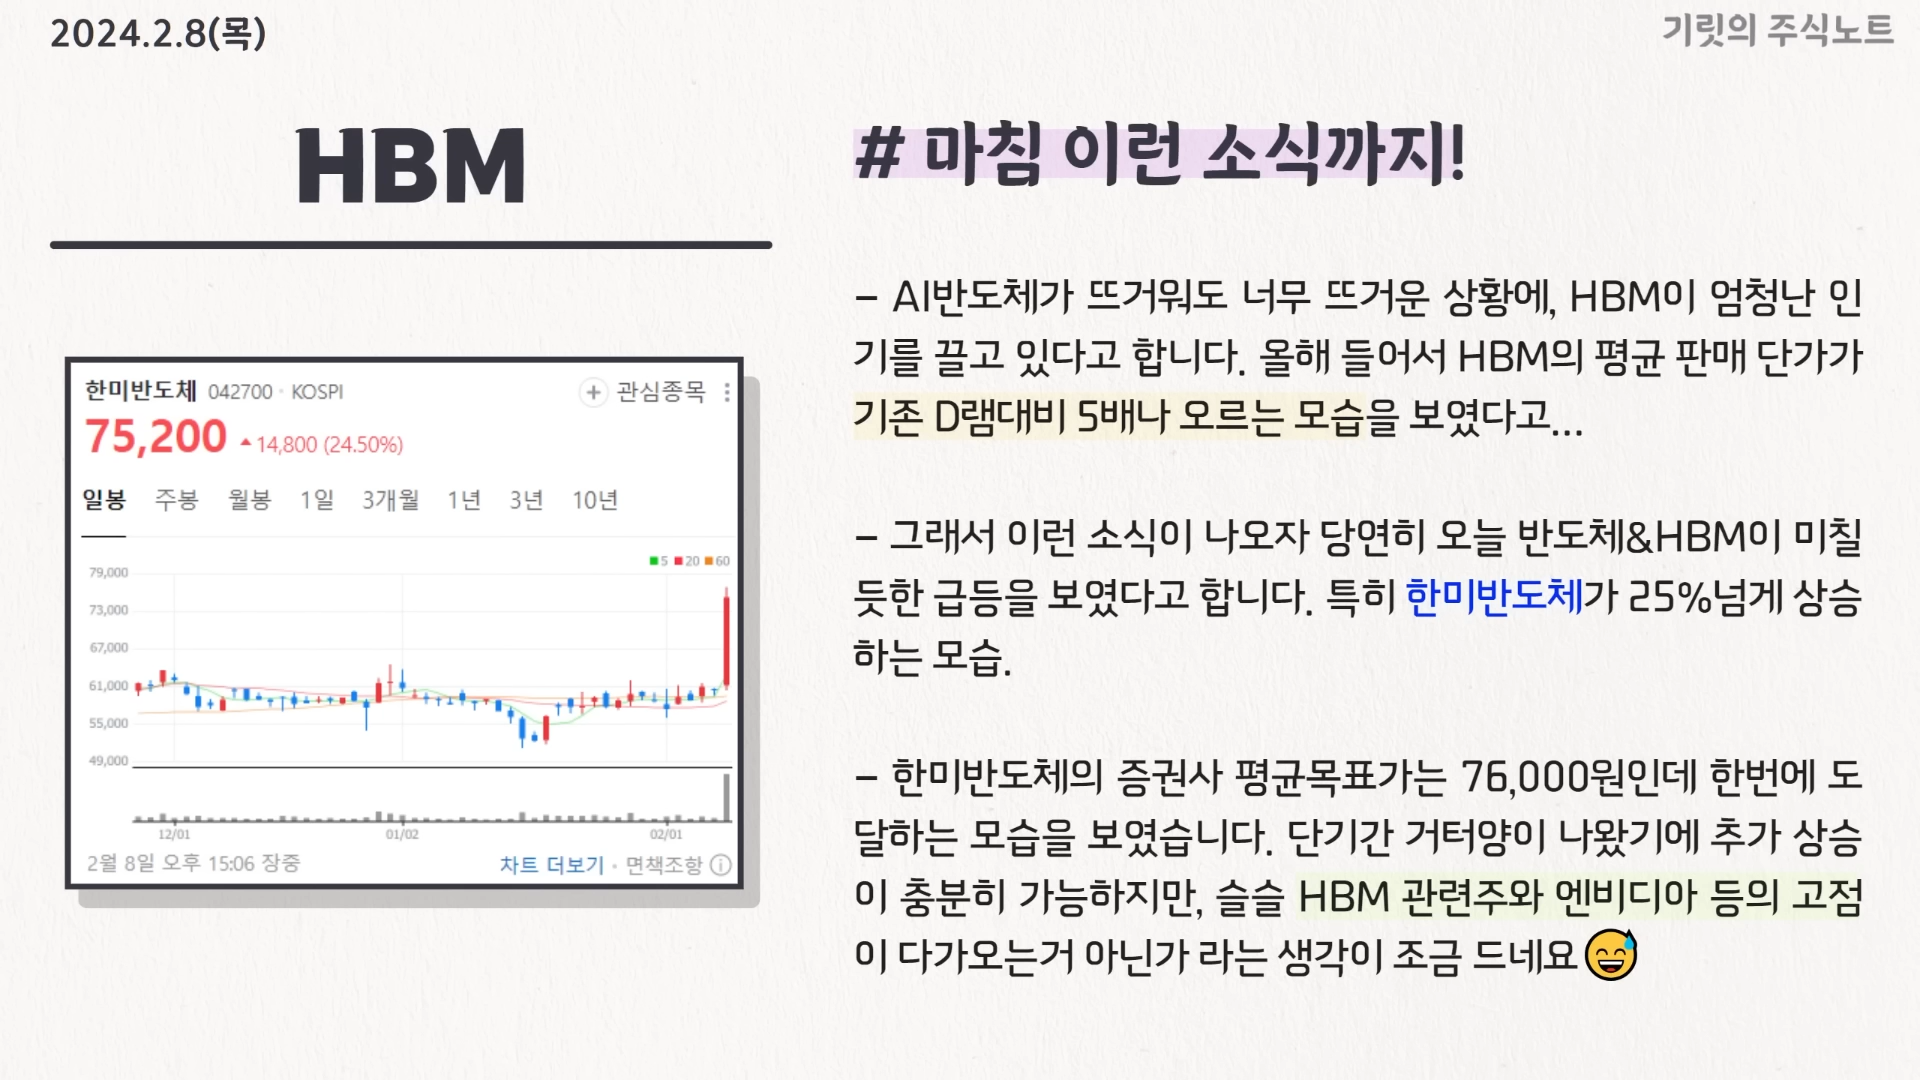 2024.2.8(목)
기릿의 주식노트
HBM
한미반도체 042700 · KOSPI
+ 관심종목
75,200 ▲14,800 (24.50%)
일봉 주봉 월봉 1일 3개월 1년 3년 10년
5 20 60
79,000
73,000
67,000
61,000
55,000
49,000
12/01 01/02 02/01
2월 8일 오후 15:06 장중
차트 더보기 · 면책조항
# 마침 이런 소식까지!
– AI반도체가 뜨거워도 너무 뜨거운 상황에, HBM이 엄청난 인
기를 끌고 있다고 합니다. 올해 들어서 HBM의 평균 판매 단가가
기존 D램대비 5배나 오르는 모습을 보였다고...
– 그래서 이런 소식이 나오자 당연히 오늘 반도체&HBM이 미칠
듯한 급등을 보였다고 합니다. 특히 한미반도체가 25%넘게 상승
하는 모습.
– 한미반도체의 증권사 평균목표가는 76,000원인데 한번에 도
달하는 모습을 보였습니다. 단기간 거터양이 나왔기에 추가 상승
이 충분히 가능하지만, 슬슬 HBM 관련주와 엔비디아 등의 고점
이 다가오는거 아닌가 라는 생각이 조금 드네요😅